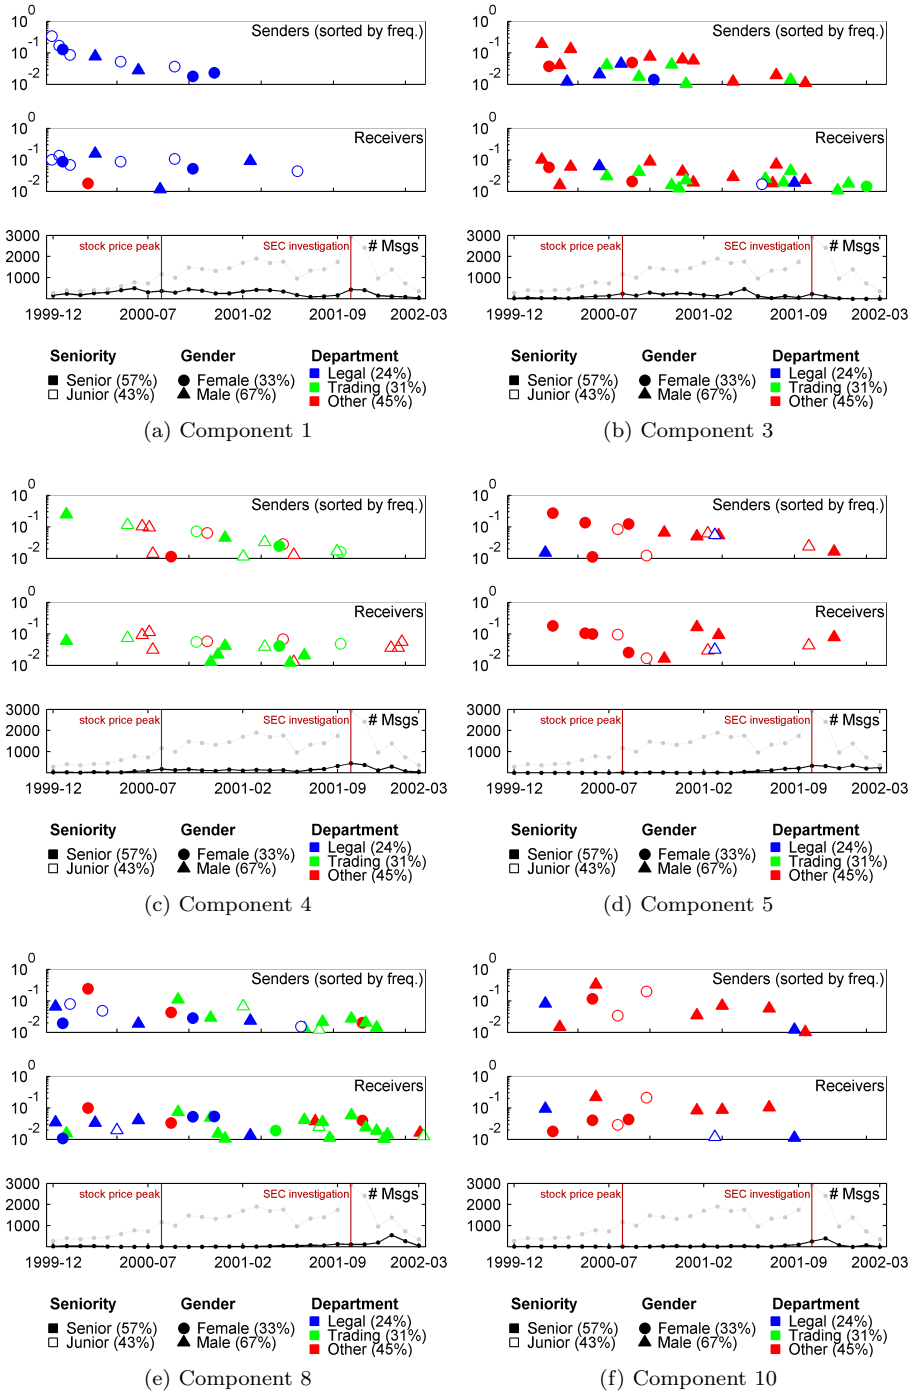 10^0
10^-1
10^-2
Senders (sorted by freq.)
10^0
10^-1
10^-2
Receivers
3000
2000
1000
stock price peak
SEC investigation
# Msgs
1999-12 2000-07 2001-02 2001-09 2002-03
Seniority Gender Department
Senior (57%) Female (33%) Legal (24%)
Junior (43%) Male (67%) Trading (31%)
Other (45%)
(a) Component 1
10^0
10^-1
10^-2
Senders (sorted by freq.)
10^0
10^-1
10^-2
Receivers
3000
2000
1000
stock price peak
SEC investigation
# Msgs
1999-12 2000-07 2001-02 2001-09 2002-03
Seniority Gender Department
Senior (57%) Female (33%) Legal (24%)
Junior (43%) Male (67%) Trading (31%)
Other (45%)
(b) Component 3
10^0
10^-1
10^-2
Senders (sorted by freq.)
10^0
10^-1
10^-2
Receivers
3000
2000
1000
stock price peak
SEC investigation
# Msgs
1999-12 2000-07 2001-02 2001-09 2002-03
Seniority Gender Department
Senior (57%) Female (33%) Legal (24%)
Junior (43%) Male (67%) Trading (31%)
Other (45%)
(c) Component 4
10^0
10^-1
10^-2
Senders (sorted by freq.)
10^0
10^-1
10^-2
Receivers
3000
2000
1000
stock price peak
SEC investigation
# Msgs
1999-12 2000-07 2001-02 2001-09 2002-03
Seniority Gender Department
Senior (57%) Female (33%) Legal (24%)
Junior (43%) Male (67%) Trading (31%)
Other (45%)
(d) Component 5
10^0
10^-1
10^-2
Senders (sorted by freq.)
10^0
10^-1
10^-2
Receivers
3000
2000
1000
stock price peak
SEC investigation
# Msgs
1999-12 2000-07 2001-02 2001-09 2002-03
Seniority Gender Department
Senior (57%) Female (33%) Legal (24%)
Junior (43%) Male (67%) Trading (31%)
Other (45%)
(e) Component 8
10^0
10^-1
10^-2
Senders (sorted by freq.)
10^0
10^-1
10^-2
Receivers
3000
2000
1000
stock price peak
SEC investigation
# Msgs
1999-12 2000-07 2001-02 2001-09 2002-03
Seniority Gender Department
Senior (57%) Female (33%) Legal (24%)
Junior (43%) Male (67%) Trading (31%)
Other (45%)
(f) Component 10